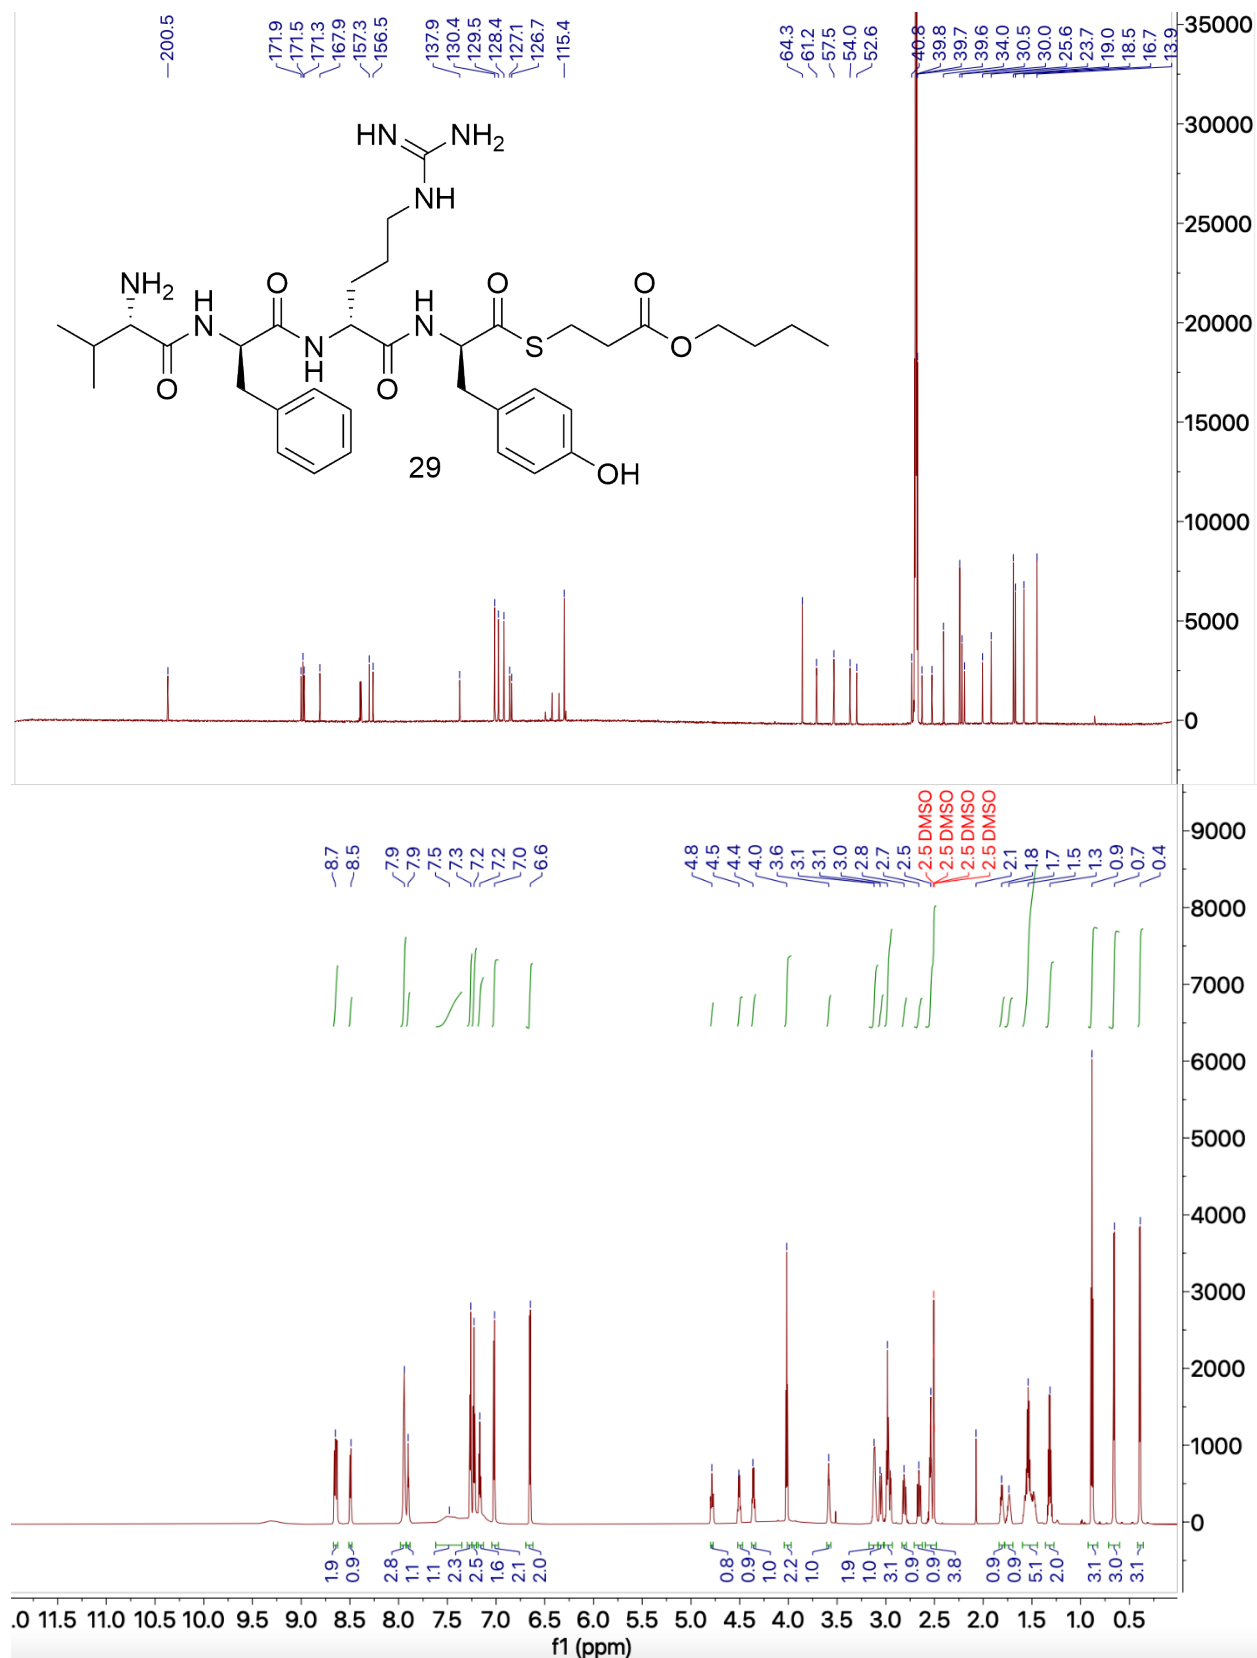 200.5 171.9 171.5 171.3 167.9 157.3 156.5 137.9 130.4 129.5 128.4 127.1 126.7 115.4 64.3 61.2 57.5 54.0 52.6 40.8 39.8 39.7 39.6 34.0 30.5 30.0 25.6 23.7 19.0 18.5 16.7 13.9
35000
30000
25000
20000
15000
10000
5000
0
HN NH2
NH
NH2 H O H O O
N N
N S O
H
O O
OH
29
8.7 8.5 7.9 7.9 7.5 7.3 7.2 7.2 7.0 6.6 4.8 4.5 4.4 4.0 3.6 3.1 3.1 3.0 2.8 2.7 2.5 2.5 DMSO 2.5 DMSO 2.5 DMSO 2.5 DMSO 2.1 1.8 1.7 1.5 1.3 0.9 0.7 0.4
9000
8000
7000
6000
5000
4000
3000
2000
1000
0
1.9 0.9 2.8 1.1 1.1 2.3 2.5 1.6 2.1 2.0 0.8 0.9 1.0 2.2 1.0 1.9 1.0 3.1 0.9 0.9 3.8 0.9 0.9 5.1 2.0 3.1 3.0 3.1
.0 11.5 11.0 10.5 10.0 9.5 9.0 8.5 8.0 7.5 7.0 6.5 6.0 5.5 5.0 4.5 4.0 3.5 3.0 2.5 2.0 1.5 1.0 0.5
f1 (ppm)